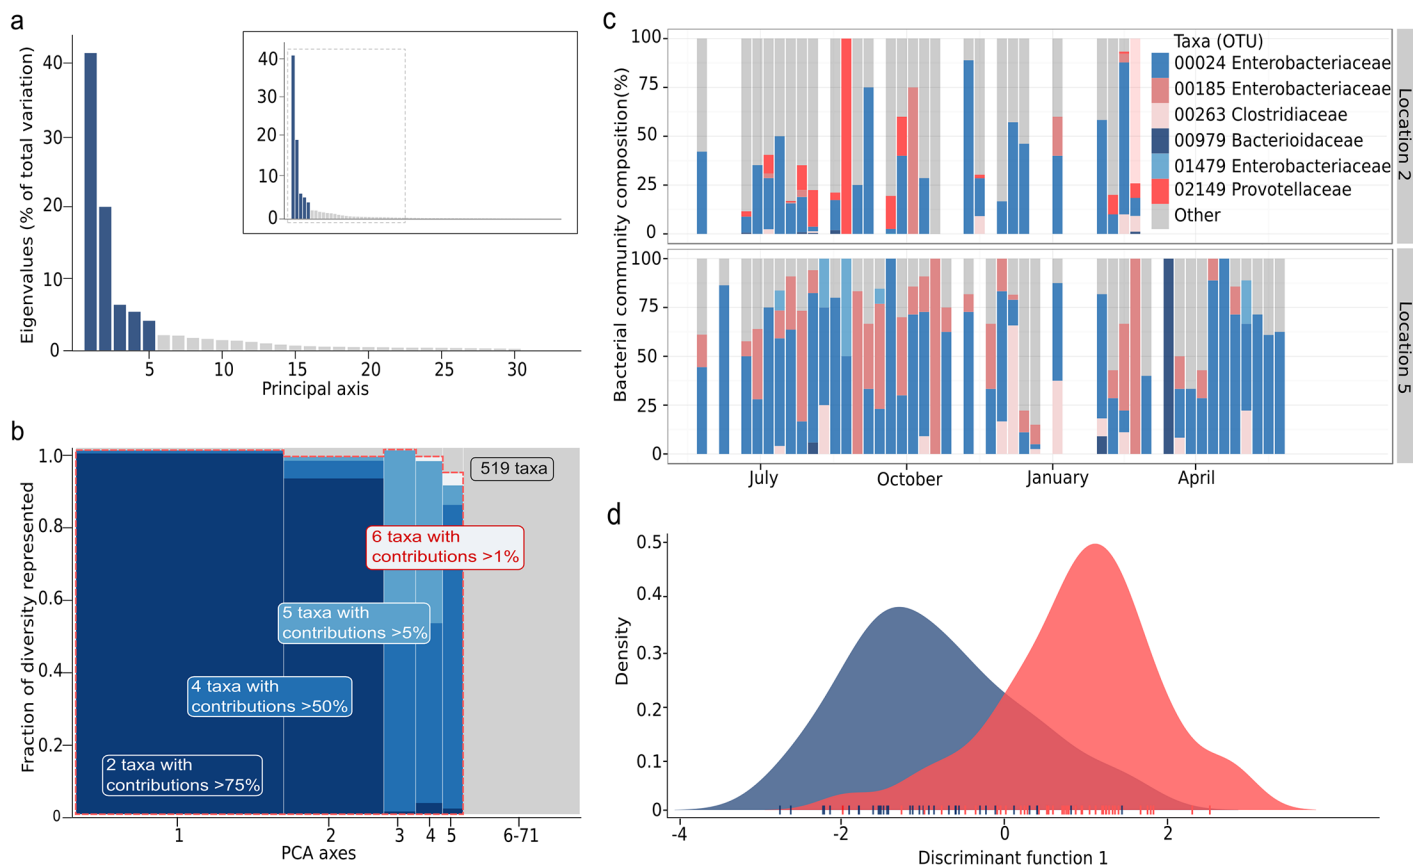 a
Eigenvalues (% of total variation)
40
30
20
10
0
5
10
15
20
25
30
Principal axis
40
30
20
10
0
b
Fraction of diversity represented
1.0
0.8
0.6
0.4
0.2
0
519 taxa
6 taxa with
contributions >1%
5 taxa with
contributions >5%
4 taxa with
contributions >50%
2 taxa with
contributions >75%
1
2
3
4
5
6-71
PCA axes
c
Bacterial community composition(%)
100
75
50
25
0
Taxa (OTU)
00024 Enterobacteriaceae
00185 Enterobacteriaceae
00263 Clostridiaceae
00979 Bacterioidaceae
01479 Enterobacteriaceae
02149 Provotellaceae
Other
Location 2
100
75
50
25
0
Location 5
July
October
January
April
d
Density
0.5
0.4
0.3
0.2
0.1
0
-4
-2
0
2
Discriminant function 1